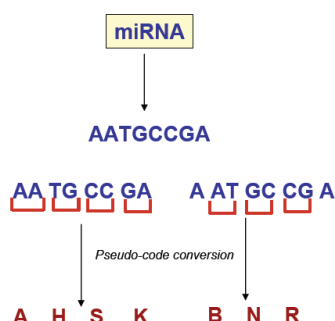 miRNA
AATGCCGA
AA TG CC GA A AT GC CG A
Pseudo-code conversion
A H S K B N R